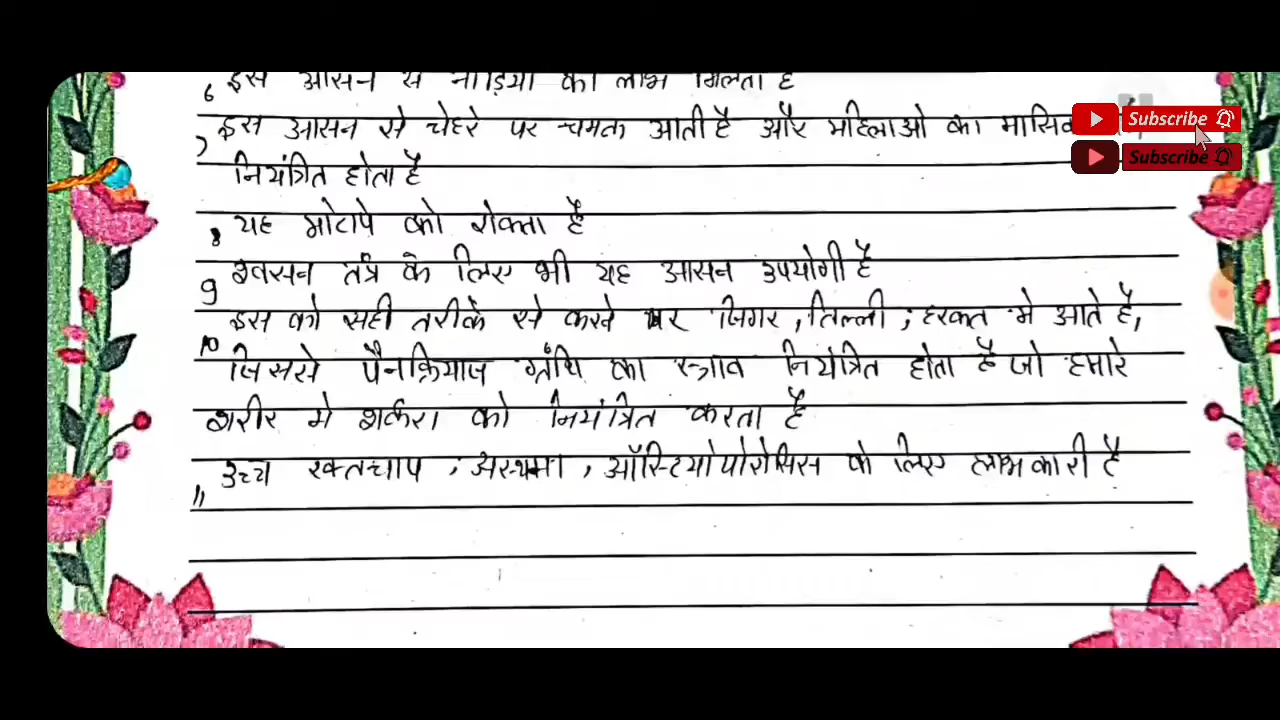 6 इस आसन से नाड़ियों को लाभ मिलता है
7 इस आसन से चेहरे पर चमक आती है और महिलाओ का मासिक
नियंत्रित होता है
8 यह मोटापे को रोकता है
9 श्वसन तंत्र के लिए भी यह आसन उपयोगी है
10 इस को सही तरीके से करने पर जिगर, तिल्ली, हरकत मे आते है,
जिससे पैनक्रियाज ग्रंथि का स्त्राव नियंत्रित होता है जो हमारे
शरीर मे शर्करा को नियंत्रित करता है
11 उच्च रक्तचाप, अस्थमा, ऑस्टियोपोरोसिस के लिए लाभकारी है
Subscribe
Subscribe